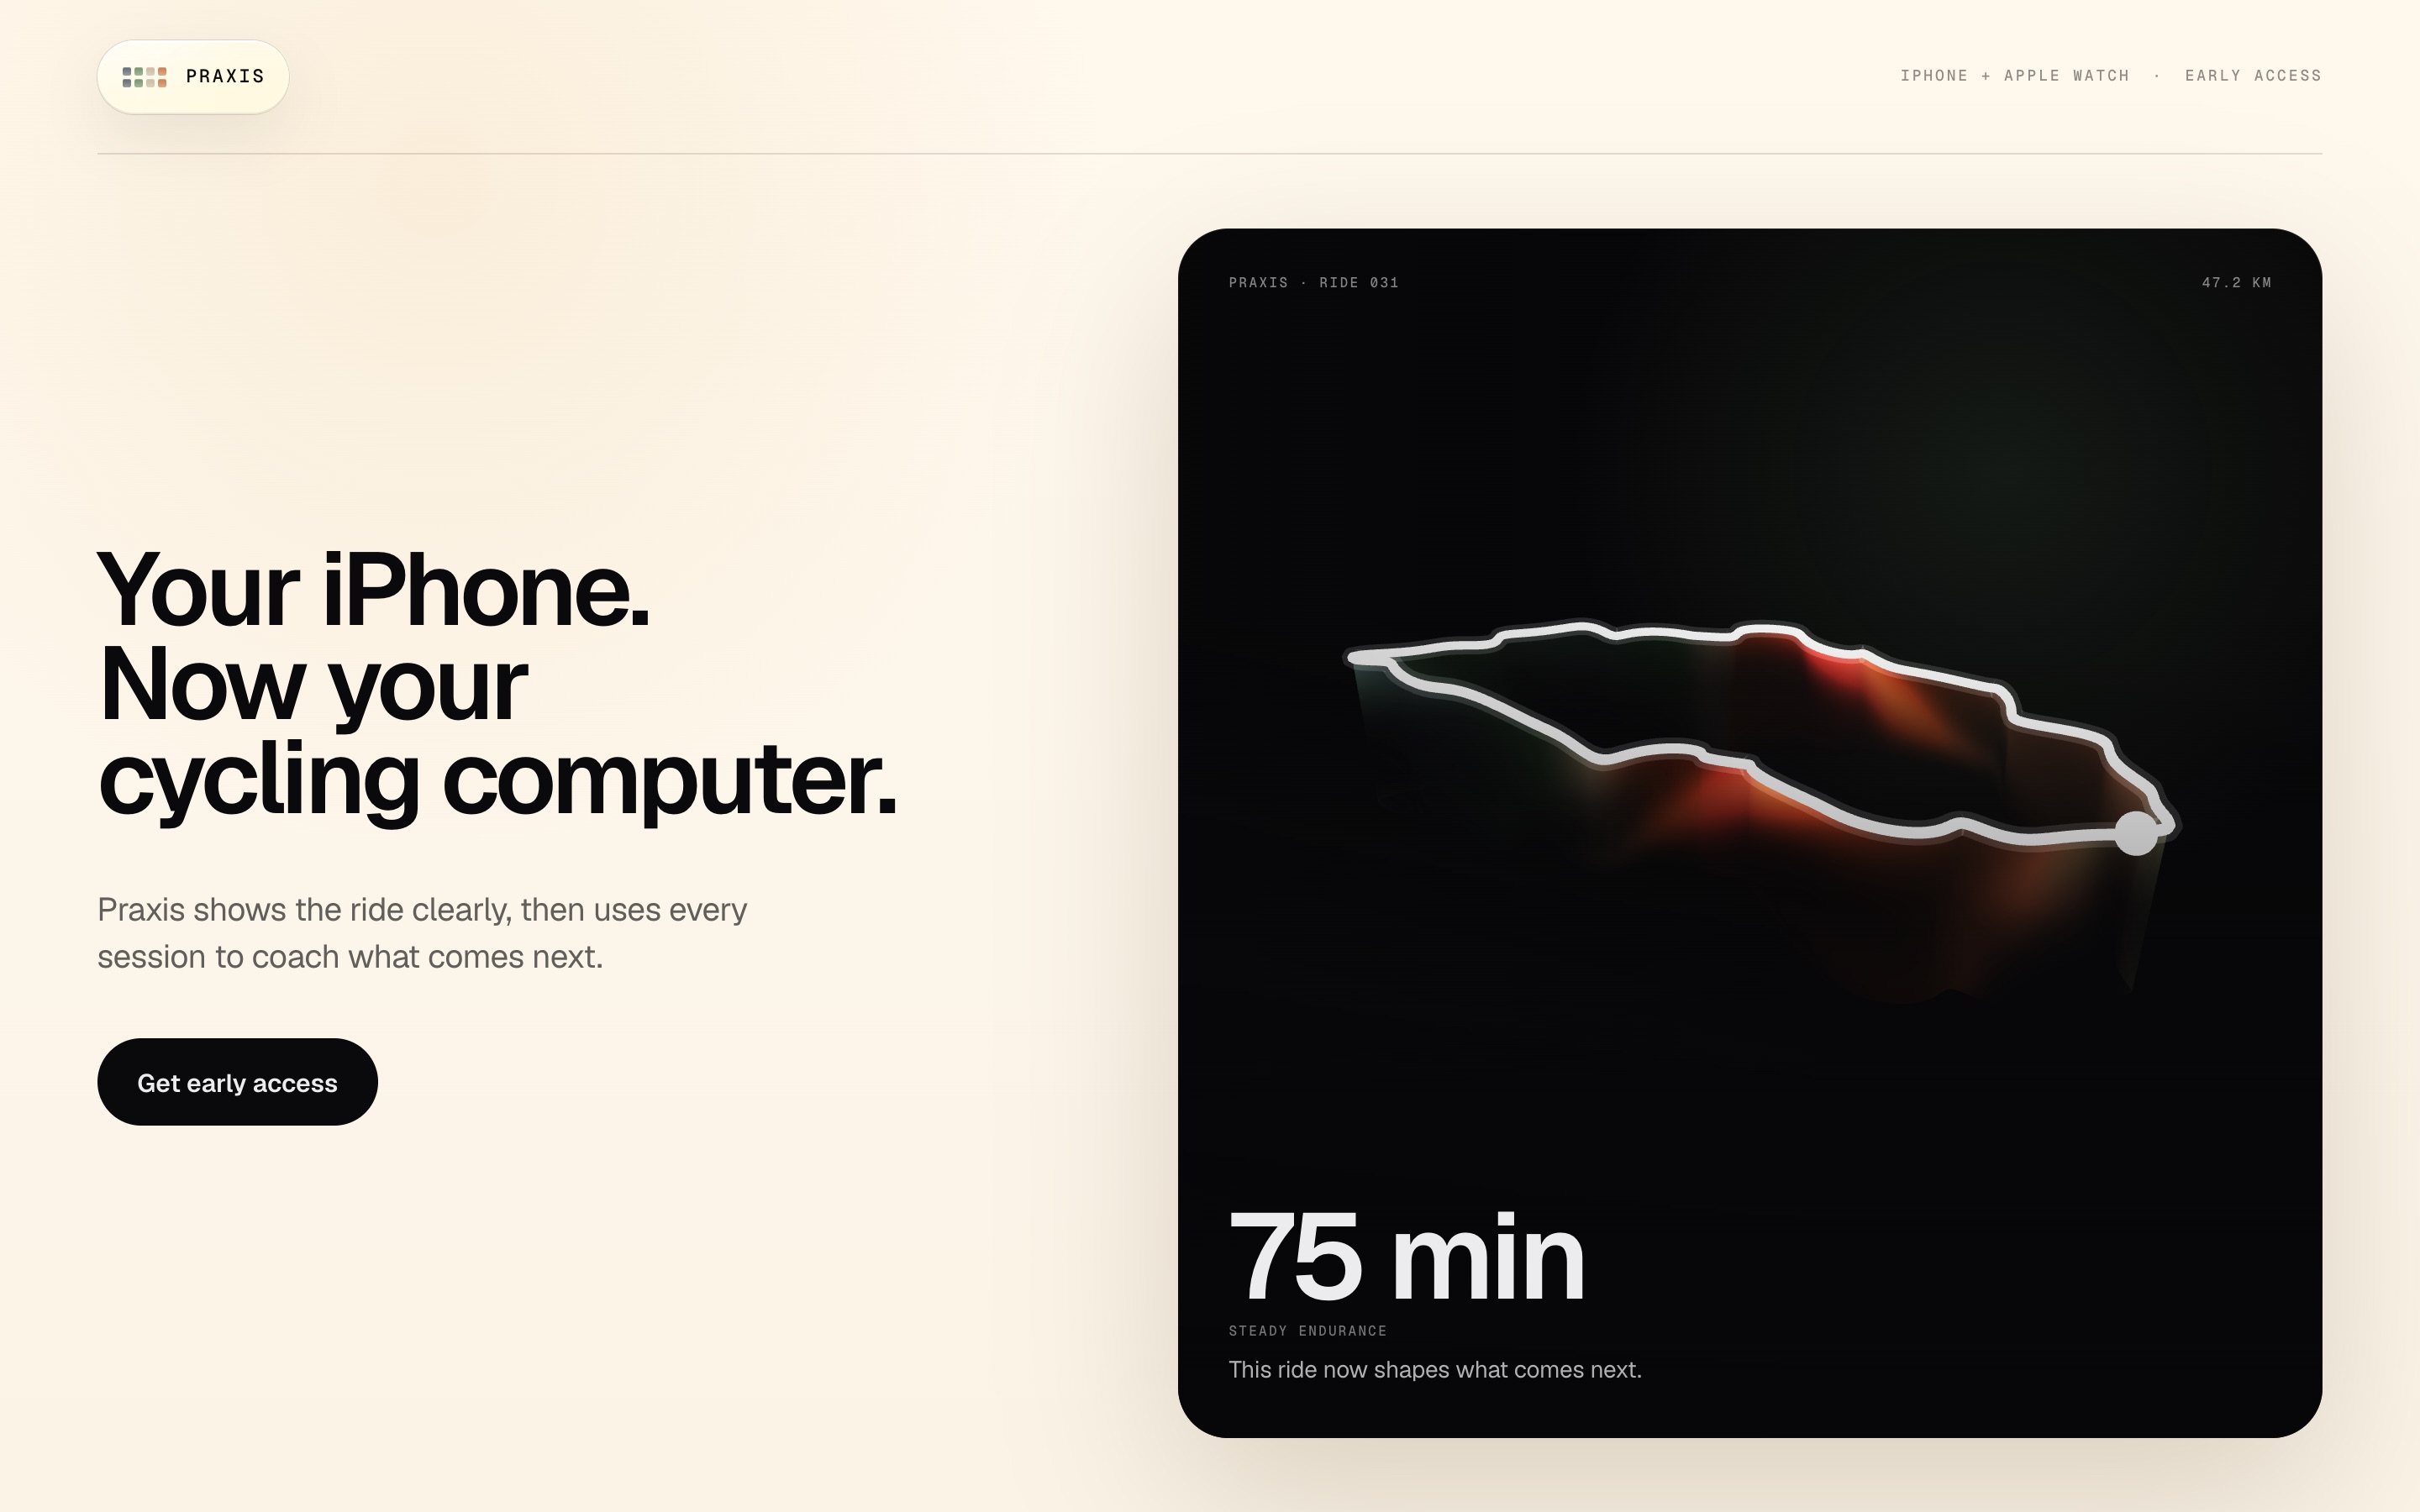 PRAXIS
IPHONE + APPLE WATCH · EARLY ACCESS
Your iPhone.
Now your
cycling computer.
Praxis shows the ride clearly, then uses every
session to coach what comes next.
Get early access
PRAXIS · RIDE 031
47.2 KM
75 min
STEADY ENDURANCE
This ride now shapes what comes next.